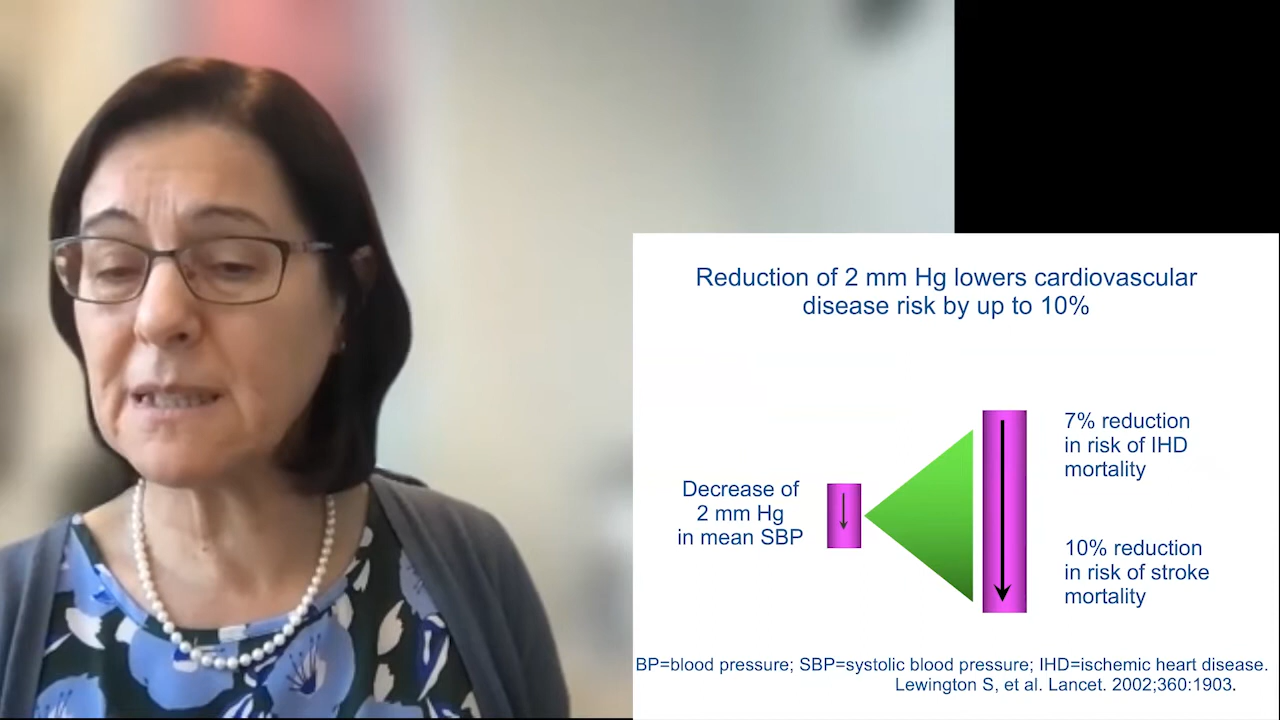 Reduction of 2 mm Hg lowers cardiovascular
disease risk by up to 10%
Decrease of
2 mm Hg
in mean SBP
7% reduction
in risk of IHD
mortality
10% reduction
in risk of stroke
mortality
BP=blood pressure; SBP=systolic blood pressure; IHD=ischemic heart disease.
Lewington S, et al. Lancet. 2002;360:1903.